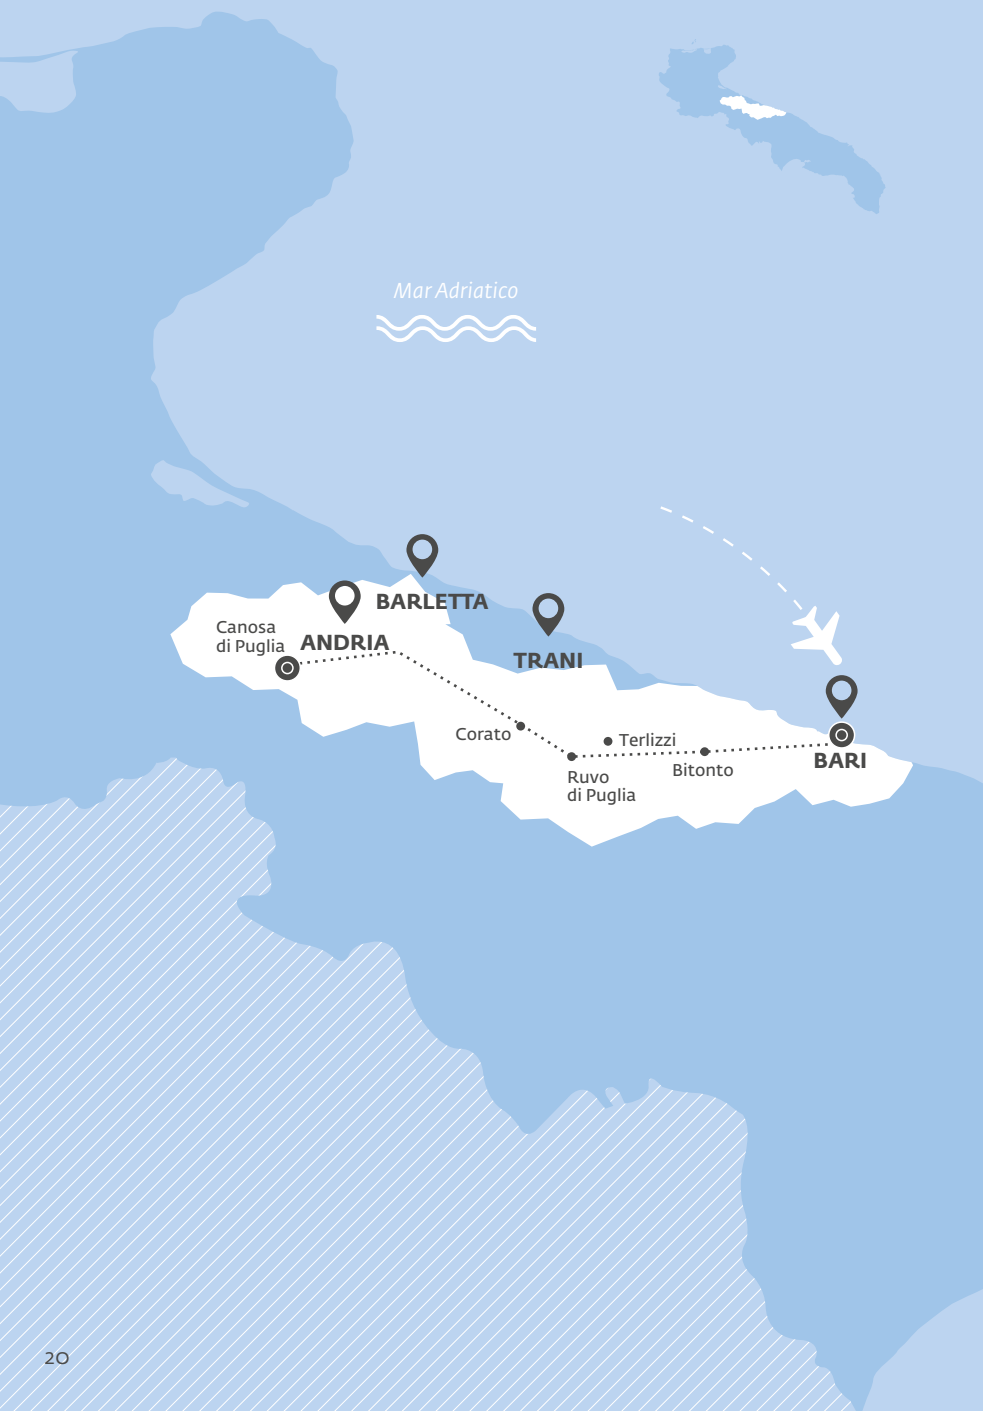 Mar Adriatico
BARLETTA
Canosa
di Puglia
ANDRIA
TRANI
Corato
Terlizzi
Ruvo
di Puglia
Bitonto
BARI
20